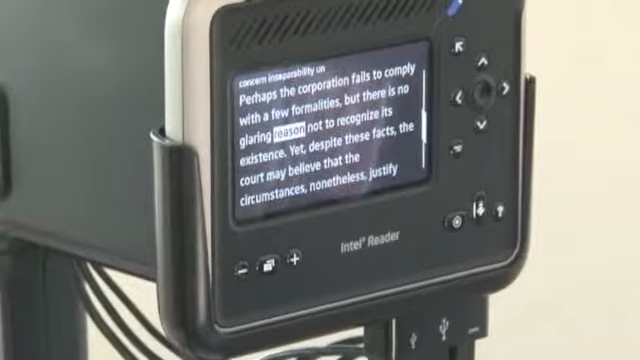 concern inseparability un
Perhaps the corporation fails to comply
with a few formalities, but there is no
glaring reason not to recognize its
existence. Yet, despite these facts, the
court may believe that the
circumstances, nonetheless, justify
Intel® Reader